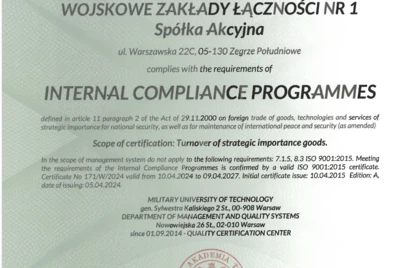 WOJSKOWE ZAKŁADY ŁĄCZNOŚCI NR 1
Spółka Akcyjna
ul. Warszawska 22C, 05-130 Zegrze Południowe
complies with the requirements of
INTERNAL COMPLIANCE PROGRAMMES
defined in article 11 paragraph 2 of the Act of 29.11.2000 on foreign trade of goods, technologies and services of
strategic importance for national security, as well as for maintenance of international peace and security (as amended)
Scope of certification: Turnover of strategic importance goods.
In the scope of management system do not apply to the following requirements: 7.1.5, 8.3 ISO 9001:2015. Meeting
the requirements of the Internal Compliance Programmes is confirmed by a valid ISO 9001:2015 certificate.
Certificate No 171/W/2024 valid from 10.04.2024 to 09.04.2027. Initial certificate issue: 10.04.2015 Edition: A,
date of issuing: 05.04.2024.
MILITARY UNIVERSITY OF TECHNOLOGY
gen. Sylwestra Kaliskiego 2 St., 00-908 Warsaw
DEPARTMENT OF MANAGEMENT AND QUALITY SYSTEMS
Nowowiejska 26 St., 02-010 Warsaw
since 01.09.2014 - QUALITY CERTIFICATION CENTER
AKADEMIA